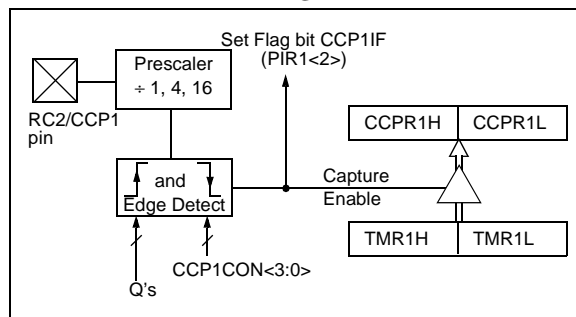 Set Flag bit CCP1IF
(PIR1<2>)
Prescaler
÷ 1, 4, 16
RC2/CCP1
pin
CCPR1H
CCPR1L
and
Edge Detect
Capture
Enable
TMR1H
TMR1L
CCP1CON<3:0>
Q's